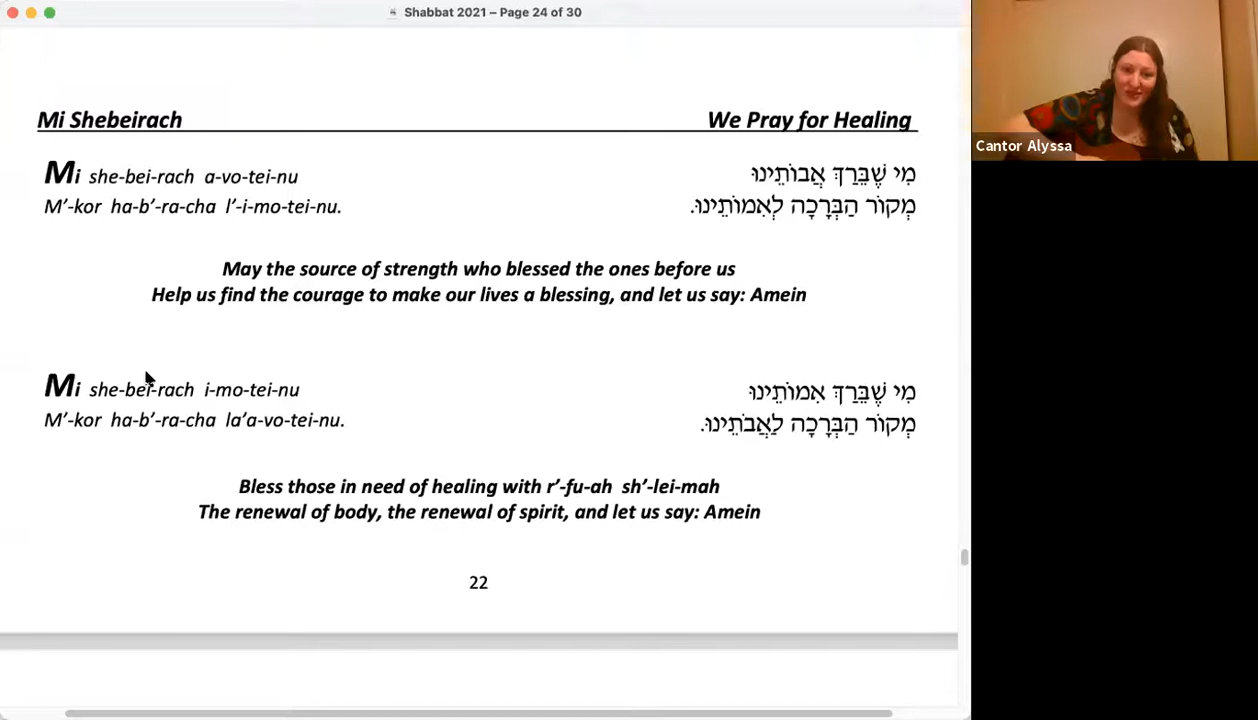 Shabbat 2021 – Page 24 of 30
Mi Shebeirach We Pray for Healing
Mi she-bei-rach a-vo-tei-nu
מִי שֶׁבֵּרַךְ אֲבוֹתֵינוּ
M’-kor ha-b’-ra-cha l’-i-mo-tei-nu.
מְקוֹר הַבְּרָכָה לְאִמוֹתֵינוּ.
May the source of strength who blessed the ones before us
Help us find the courage to make our lives a blessing, and let us say: Amein
Mi she-bei-rach i-mo-tei-nu
מִי שֶׁבֵּרַךְ אִמוֹתֵינוּ
M’-kor ha-b’-ra-cha la’a-vo-tei-nu.
מְקוֹר הַבְּרָכָה לַאֲבֹתֵינוּ.
Bless those in need of healing with r’-fu-ah sh’-lei-mah
The renewal of body, the renewal of spirit, and let us say: Amein
22
Cantor Alyssa